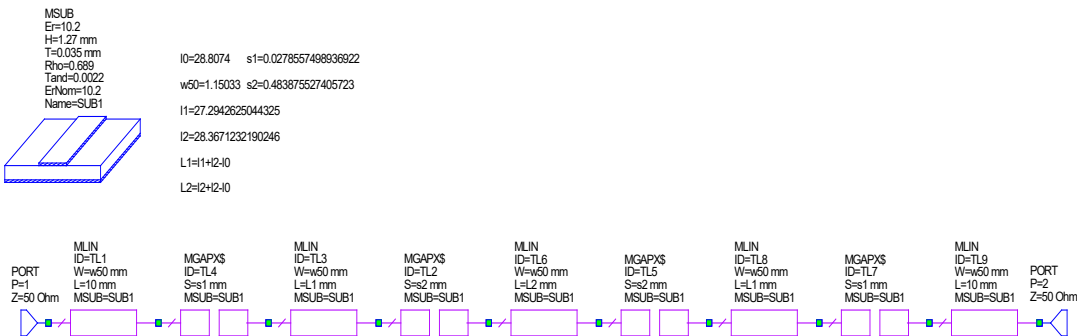 MSUB
Er=10.2
H=1.27 mm
T=0.035 mm
Rho=0.689
Tand=0.0022
ErNom=10.2
Name=SUB1
l0=28.8074 s1=0.0278557498936922
w50=1.15033 s2=0.483875527405723
l1=27.2942625044325
l2=28.3671232190246
L1=l1+l2-l0
L2=l2+l2-l0
PORT
P=1
Z=50 Ohm
MLIN
ID=TL1
W=w50 mm
L=10 mm
MSUB=SUB1
MGAPX$
ID=TL4
S=s1 mm
MSUB=SUB1
MLIN
ID=TL3
W=w50 mm
L=L1 mm
MSUB=SUB1
MGAPX$
ID=TL2
S=s2 mm
MSUB=SUB1
MLIN
ID=TL6
W=w50 mm
L=L2 mm
MSUB=SUB1
MGAPX$
ID=TL5
S=s2 mm
MSUB=SUB1
MLIN
ID=TL8
W=w50 mm
L=L1 mm
MSUB=SUB1
MGAPX$
ID=TL7
S=s1 mm
MSUB=SUB1
MLIN
ID=TL9
W=w50 mm
L=10 mm
MSUB=SUB1
PORT
P=2
Z=50 Ohm